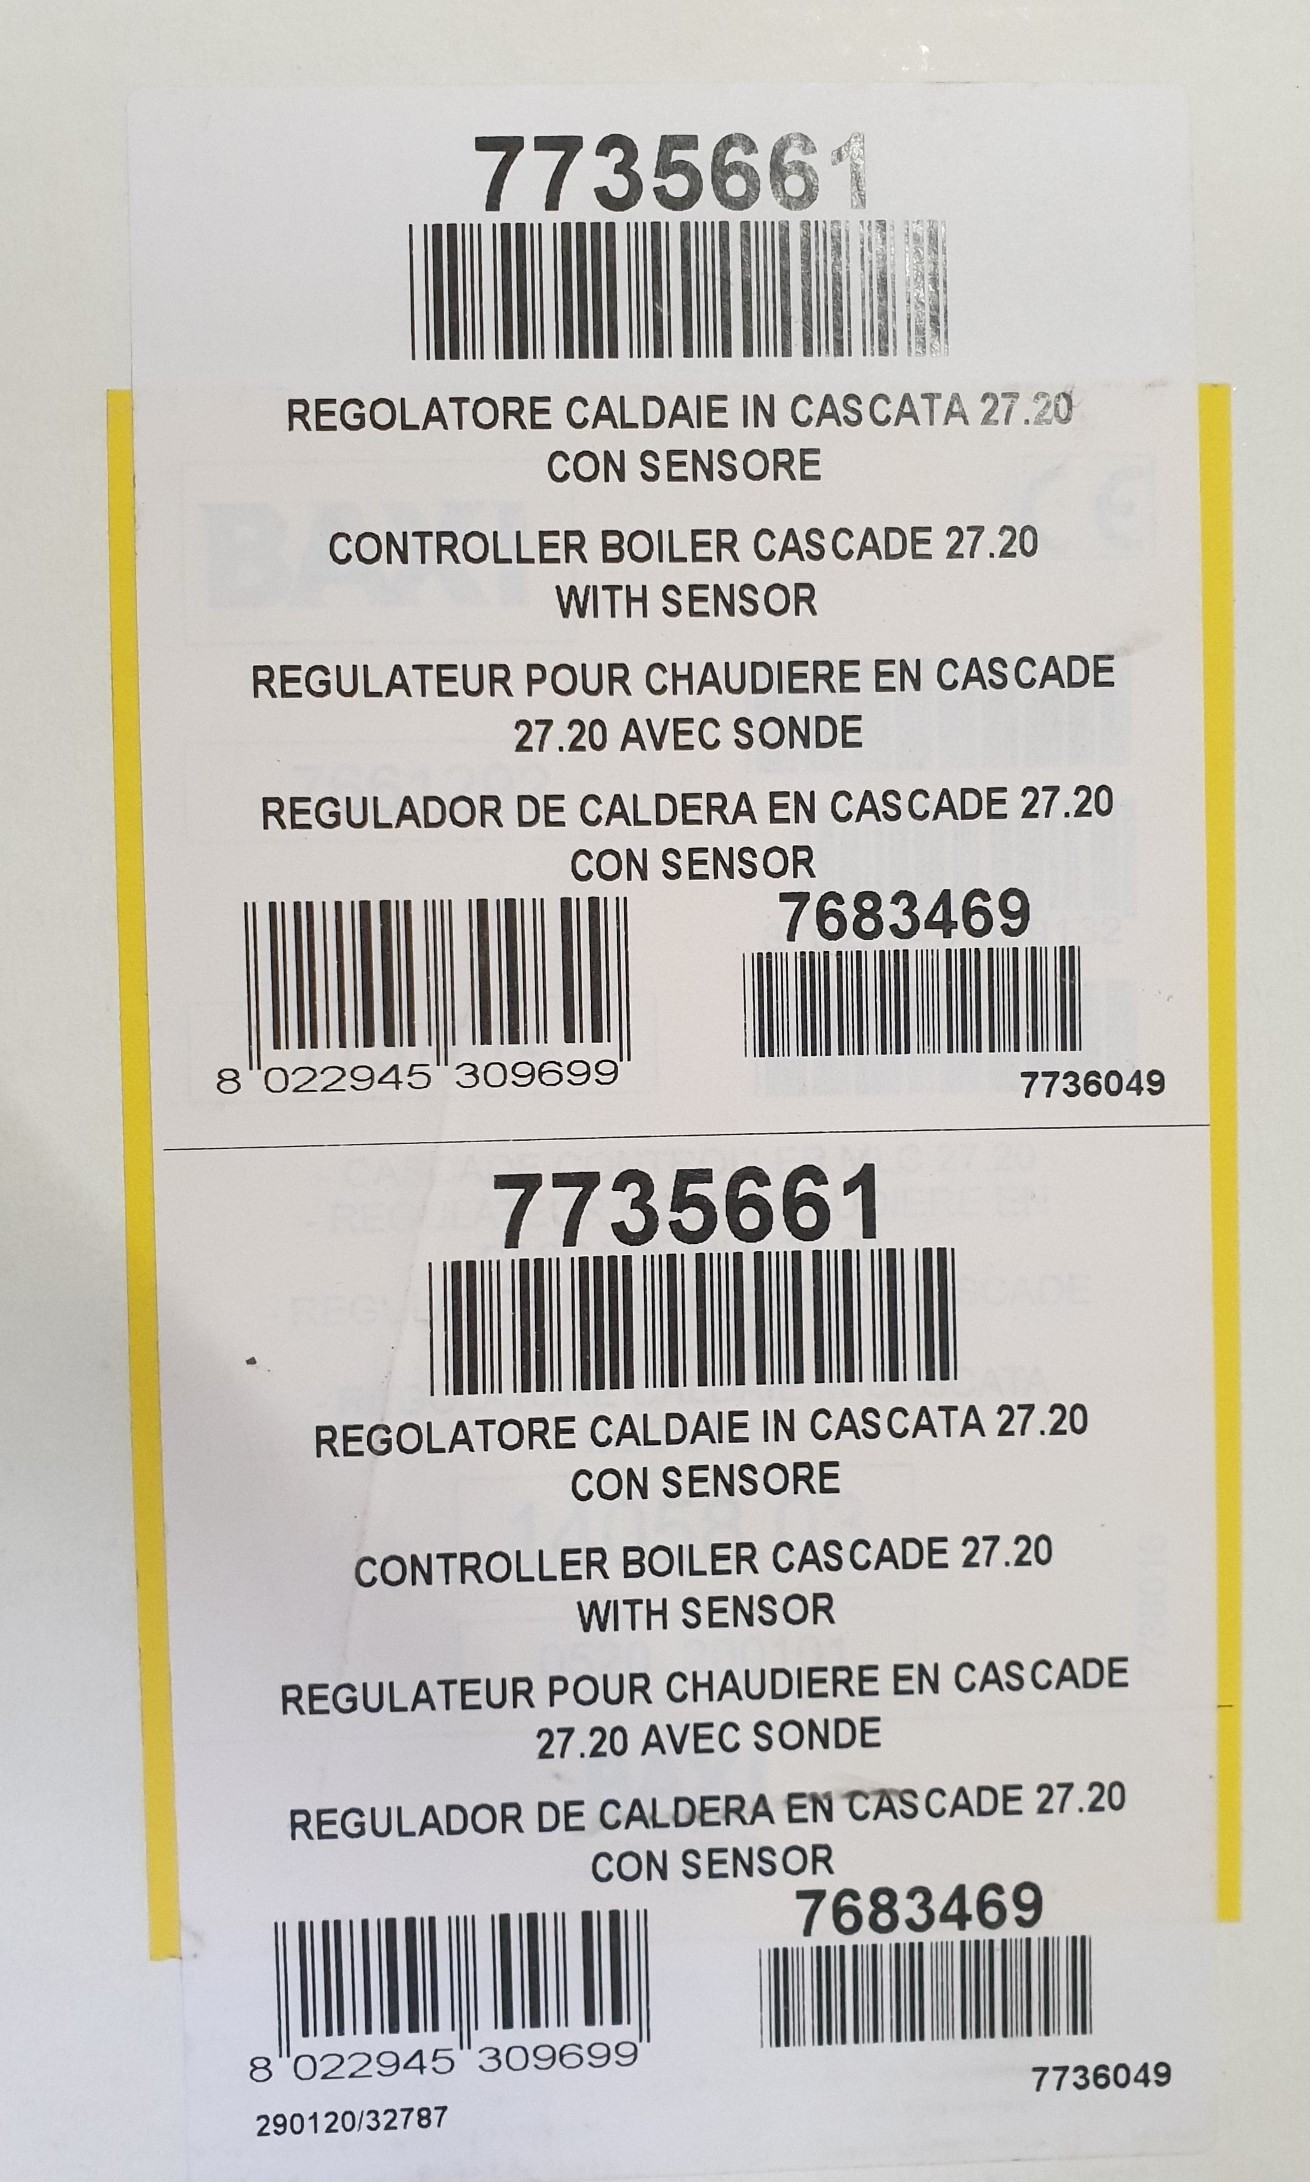 7735661
REGOLATORE CALDAIE IN CASCATA 27.20
CON SENSORE
CONTROLLER BOILER CASCADE 27.20
WITH SENSOR
REGULATEUR POUR CHAUDIERE EN CASCADE
27.20 AVEC SONDE
REGULADOR DE CALDERA EN CASCADE 27.20
CON SENSOR
7683469
8 022945 309699
7736049
7735661
REGOLATORE CALDAIE IN CASCATA 27.20
CON SENSORE
CONTROLLER BOILER CASCADE 27.20
WITH SENSOR
REGULATEUR POUR CHAUDIERE EN CASCADE
27.20 AVEC SONDE
REGULADOR DE CALDERA EN CASCADE 27.20
CON SENSOR
7683469
8 022945 309699
7736049
290120/32787
BAXI
CE